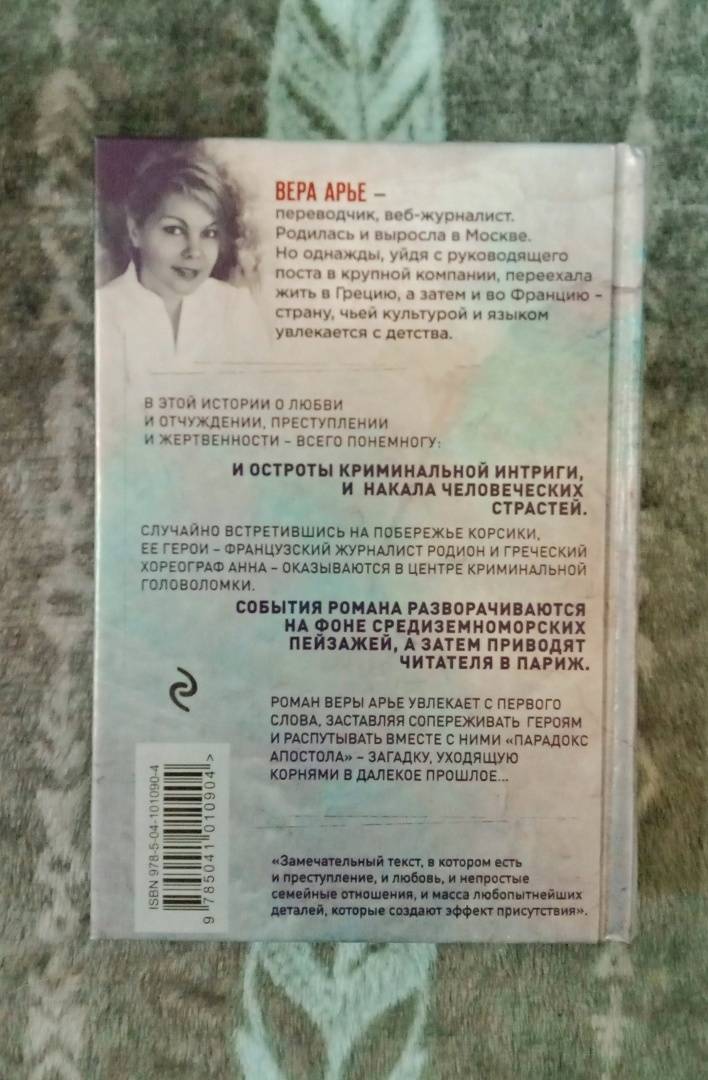 ВЕРА АРЬЕ –
переводчик, веб-журналист.
Родилась и выросла в Москве.
Но однажды, уйдя с руководящего
поста в крупной компании, переехала
жить в Грецию, а затем и во Францию –
страну, чьей культурой и языком
увлекается с детства.
В ЭТОЙ ИСТОРИИ О ЛЮБВИ
И ОТЧУЖДЕНИИ, ПРЕСТУПЛЕНИИ
И ЖЕРТВЕННОСТИ – ВСЕГО ПОНЕМНОГУ:
И ОСТРОТЫ КРИМИНАЛЬНОЙ ИНТРИГИ,
И НАКАЛА ЧЕЛОВЕЧЕСКИХ
СТРАСТЕЙ.
СЛУЧАЙНО ВСТРЕТИВШИСЬ НА ПОБЕРЕЖЬЕ КОРСИКИ,
ЕЕ ГЕРОИ – ФРАНЦУЗСКИЙ ЖУРНАЛИСТ РОДИОН И ГРЕЧЕСКИЙ
ХОРЕОГРАФ АННА – ОКАЗЫВАЮТСЯ В ЦЕНТРЕ КРИМИНАЛЬНОЙ
ГОЛОВОЛОМКИ.
СОБЫТИЯ РОМАНА РАЗВОРАЧИВАЮТСЯ
НА ФОНЕ СРЕДИЗЕМНОМОРСКИХ
ПЕЙЗАЖЕЙ, А ЗАТЕМ ПРИВОДЯТ
ЧИТАТЕЛЯ В ПАРИЖ.
РОМАН ВЕРЫ АРЬЕ УВЛЕКАЕТ С ПЕРВОГО
СЛОВА, ЗАСТАВЛЯЯ СОПЕРЕЖИВАТЬ ГЕРОЯМ
И РАСПУТЫВАТЬ ВМЕСТЕ С НИМИ «ПАРАДОКС
АПОСТОЛА» – ЗАГАДКУ, УХОДЯЩУЮ
КОРНЯМИ В ДАЛЕКОЕ ПРОШЛОЕ...
ISBN 978-5-04-101090-4
9 785041 010904 >
«Замечательный текст, в котором есть
и преступление, и любовь, и непростые
семейные отношения, и масса любопытнейших
деталей, которые создают эффект присутствия».